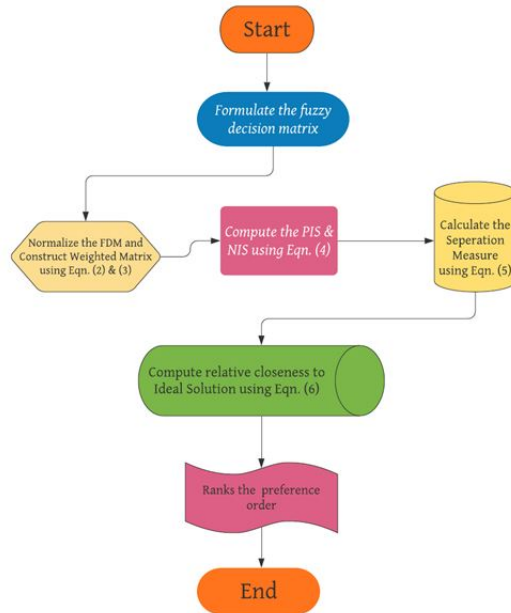 Start
Formulate the fuzzy
decision matrix
Normalize the FDM and
Construct Weighted Matrix
using Eqn. (2) & (3)
Compute the PIS &
NIS using Eqn. (4)
Calculate the
Seperation
Measure
using Eqn. (5)
Compute relative closeness to
Ideal Solution using Eqn. (6)
Ranks the preference
order
End